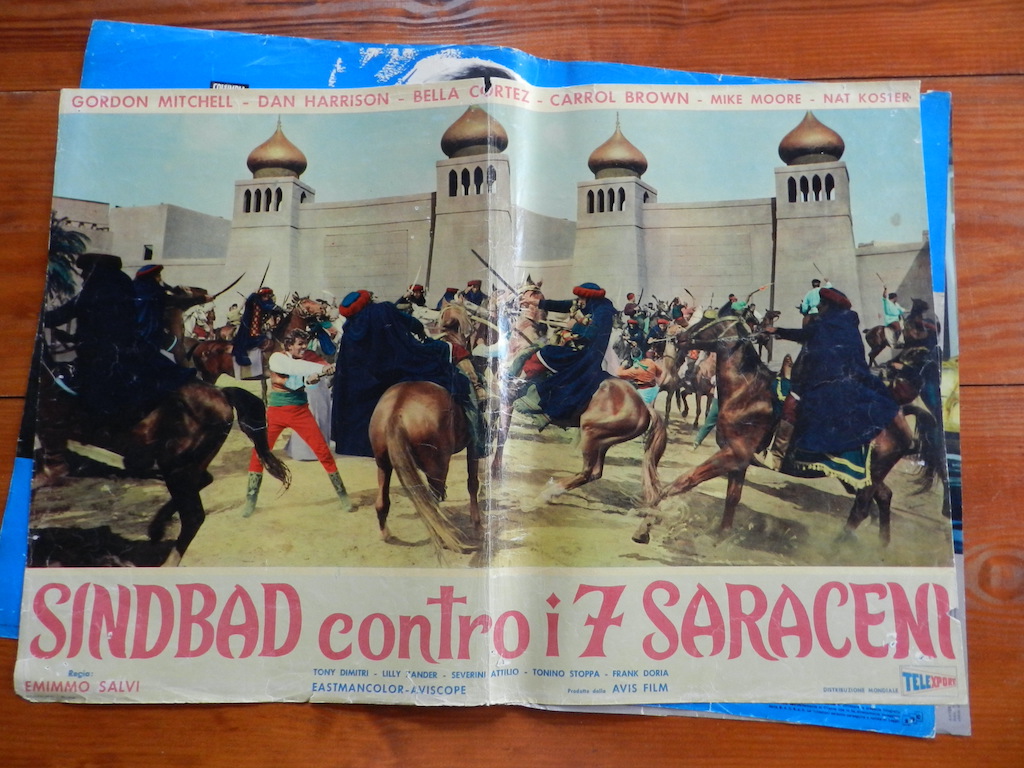 GORDON MITCHELL - DAN HARRISON - BELLA CORTEZ - CARROL BROWN - MIKE MOORE - NAT KOSTER
SINDBAD contro i 7 SARACENI
Regia:
EMIMMO SALVI
TONY DIMITRI - LILLY ZANDER - SEVERINI ATTILIO - TONINO STOPPA - FRANK DORIA
EASTMANCOLOR-AVISCOPE
Prodotto dalla AVIS FILM
DISTRIBUZIONE MONDIALE
TELEXPORT